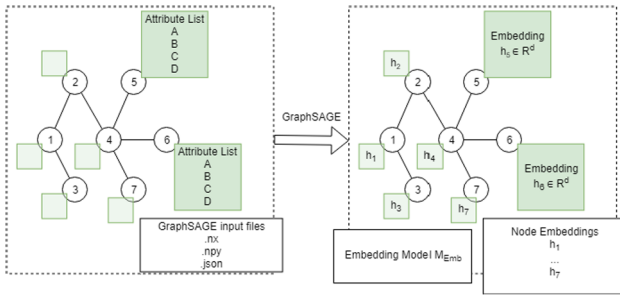 Attribute List
A
B
C
D
2
5
1
4
6
Attribute List
A
B
C
D
3
7
GraphSAGE input files
.nx
.npy
.json
GraphSAGE
Embedding
h₅ ∈ Rᵈ
h₂
2
5
1
4
6
h₁
h₄
Embedding
h₆ ∈ Rᵈ
3
7
h₃
h₇
Embedding Model M_Emb
Node Embeddings
h₁
...
h₇